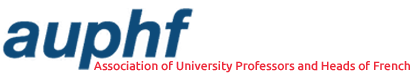 auphf
Association of University Professors and Heads of French